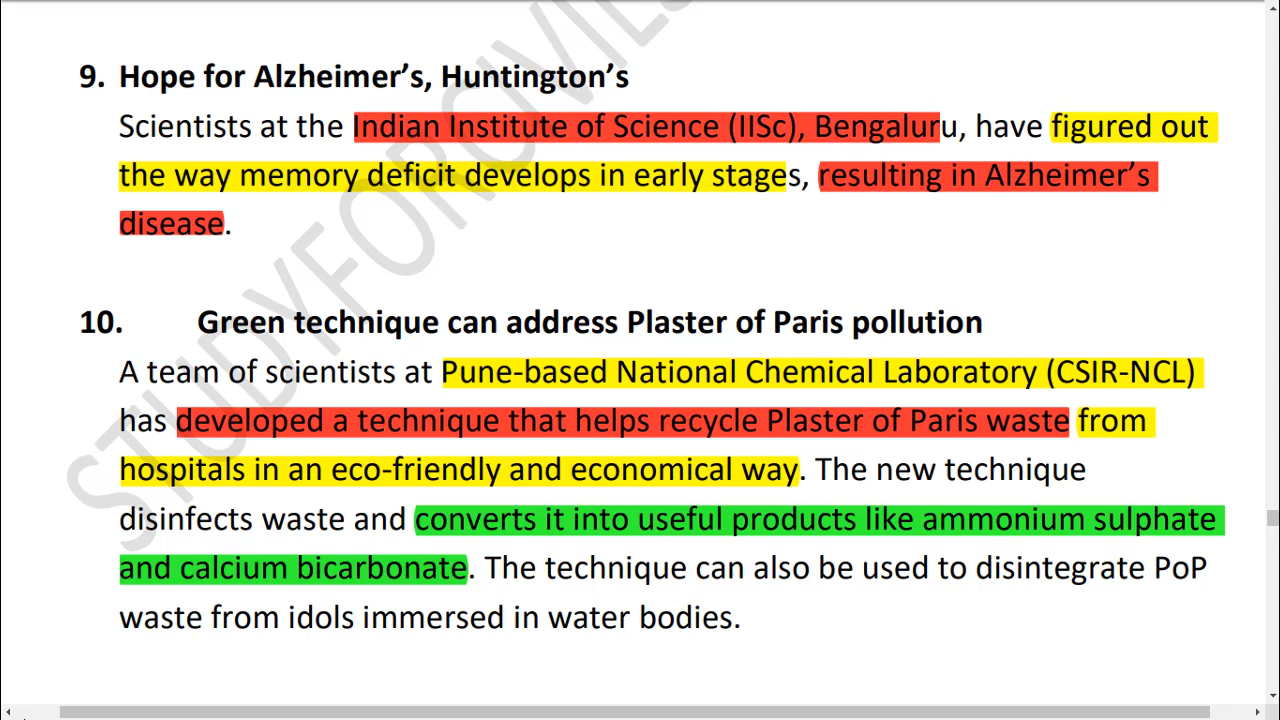 9. Hope for Alzheimer’s, Huntington’s
Scientists at the Indian Institute of Science (IISc), Bengaluru, have figured out
the way memory deficit develops in early stages, resulting in Alzheimer’s
disease.
10. Green technique can address Plaster of Paris pollution
A team of scientists at Pune-based National Chemical Laboratory (CSIR-NCL)
has developed a technique that helps recycle Plaster of Paris waste from
hospitals in an eco-friendly and economical way. The new technique
disinfects waste and converts it into useful products like ammonium sulphate
and calcium bicarbonate. The technique can also be used to disintegrate PoP
waste from idols immersed in water bodies.
STUDYFORCIVILS